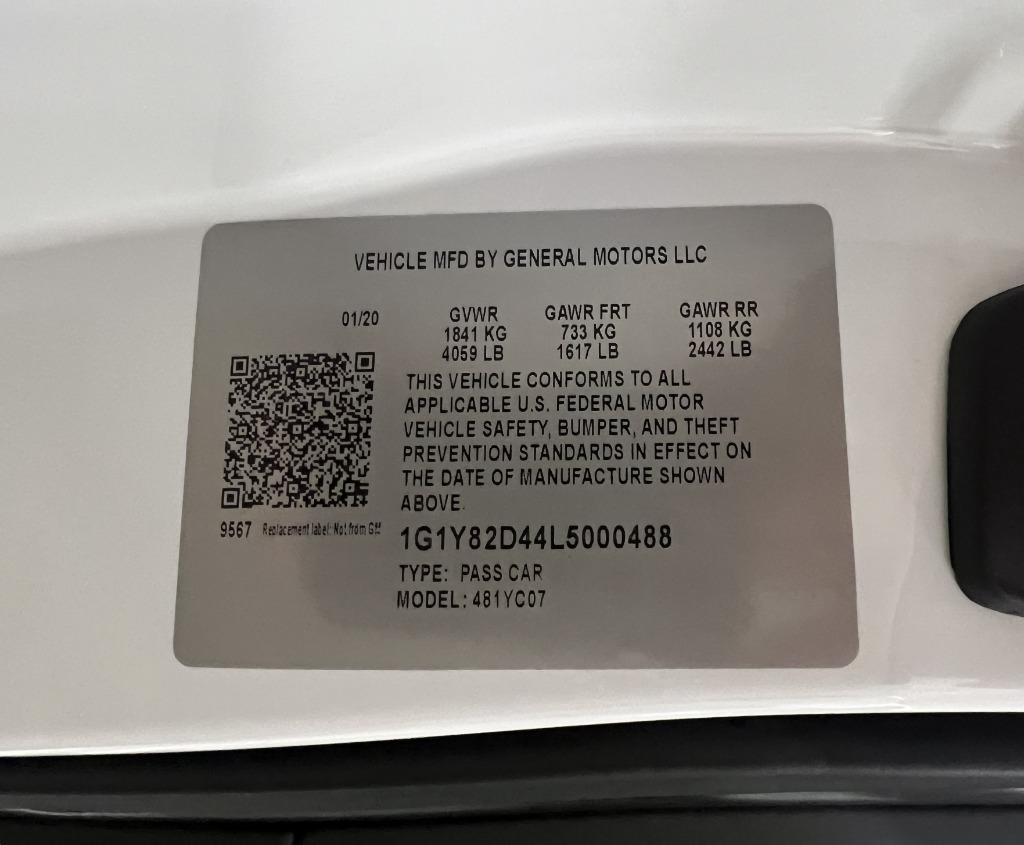 VEHICLE MFD BY GENERAL MOTORS LLC
01/20
GVWR GAWR FRT GAWR RR
1841 KG 733 KG 1108 KG
4059 LB 1617 LB 2442 LB
THIS VEHICLE CONFORMS TO ALL
APPLICABLE U.S. FEDERAL MOTOR
VEHICLE SAFETY, BUMPER, AND THEFT
PREVENTION STANDARDS IN EFFECT ON
THE DATE OF MANUFACTURE SHOWN
ABOVE.
9567 Replacement label: Not from GM
1G1Y82D44L5000488
TYPE: PASS CAR
MODEL: 481YC07